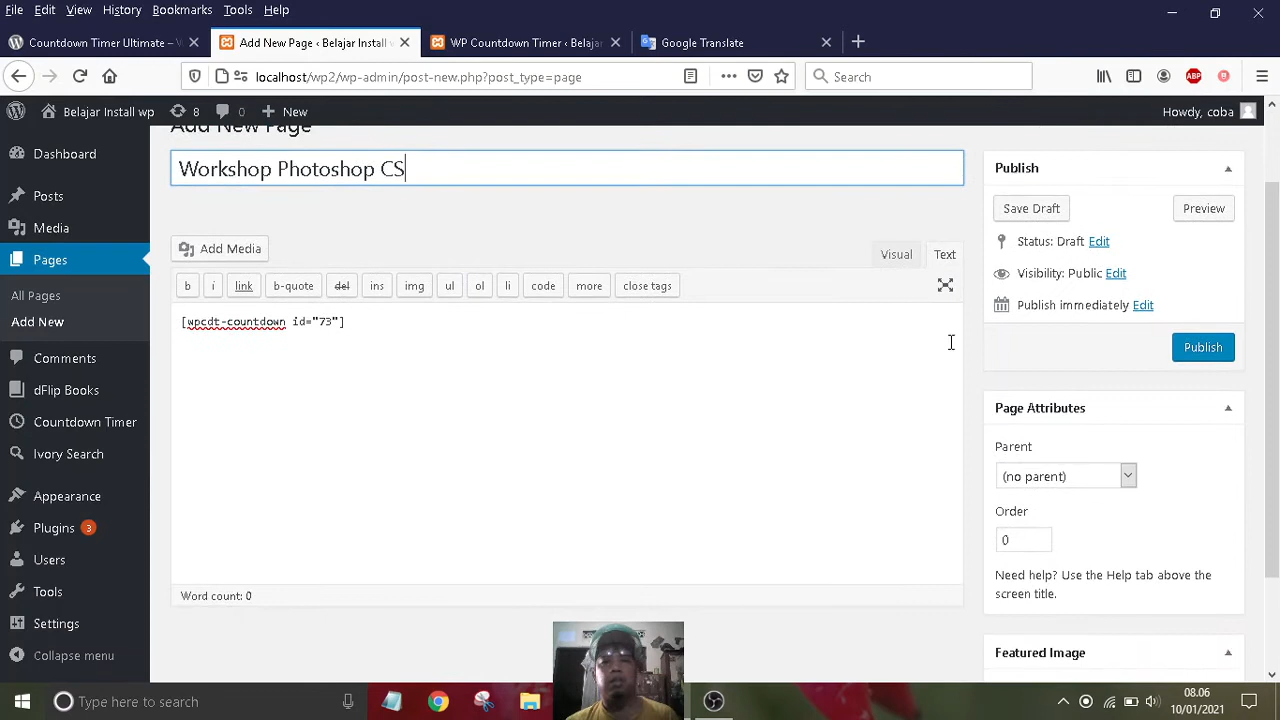 File Edit View History Bookmarks Tools Help
Countdown Timer Ultimate – W
Add New Page ‹ Belajar Install w
WP Countdown Timer ‹ Belaja
Google Translate
localhost/wp2/wp-admin/post-new.php?post_type=page
Search
Belajar Install wp 8 0 New Howdy, coba
Dashboard
Posts
Media
Pages
All Pages
Add New
Comments
dFlip Books
Countdown Timer
Ivory Search
Appearance
Plugins 3
Users
Tools
Settings
Collapse menu
Add New Page
Workshop Photoshop CS
Add Media
Visual Text
b i link b-quote del ins img ul ol li code more close tags
[wpcdt-countdown id="73"]
Word count: 0
Publish
Save Draft Preview
Status: Draft Edit
Visibility: Public Edit
Publish immediately Edit
Publish
Page Attributes
Parent
(no parent)
Order
0
Need help? Use the Help tab above the
screen title.
Featured Image
Type here to search
08.06
10/01/2021